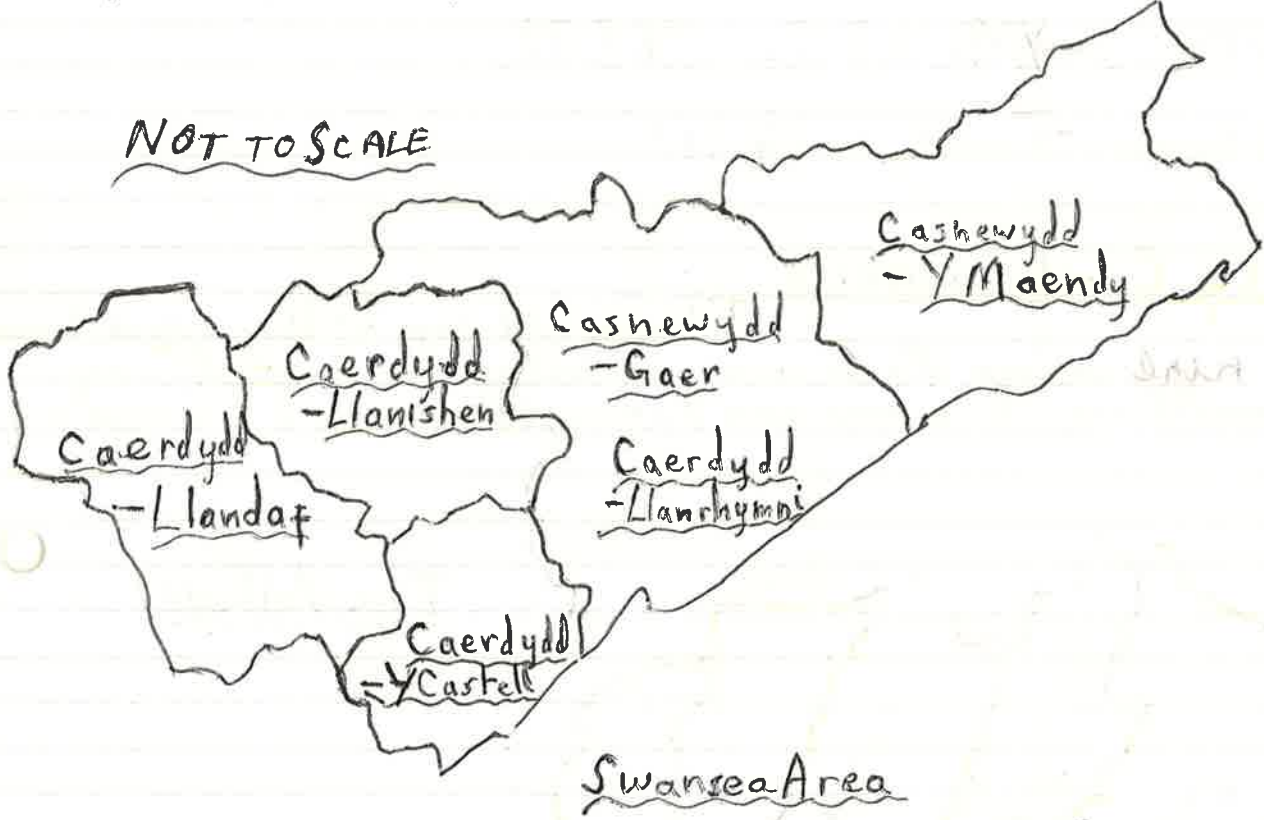 NOT TO SCALE
Casnewydd
- Y Maendy
Casnewydd
- Gaer
Caerdydd
- Llanishen
Caerdydd
- Llandaf
Caerdydd
- Llanrhymni
Caerdydd
- Y Castell
Swansea Area